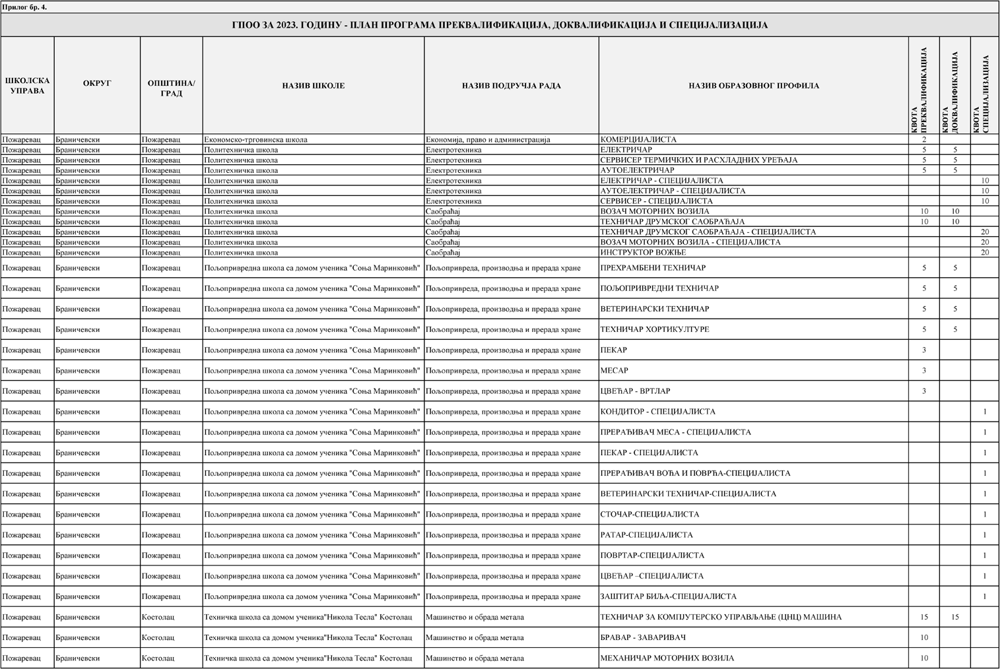 Прилог бр. 4.
ГПОО ЗА 2023. ГОДИНУ - ПЛАН ПРОГРАМА ПРЕКВАЛИФИКАЦИЈА, ДОКВАЛИФИКАЦИЈА И СПЕЦИЈАЛИЗАЦИЈА
ШКОЛСКА УПРАВА ОКРУГ ОПШТИНА/ ГРАД НАЗИВ ШКОЛЕ НАЗИВ ПОДРУЧЈА РАДА НАЗИВ ОБРАЗОВНОГ ПРОФИЛА КВОТА ПРЕКВАЛИФИКАЦИЈА КВОТА ДОКВАЛИФИКАЦИЈА КВОТА СПЕЦИЈАЛИЗАЦИЈА
Пожаревац Браничевски Пожаревац Економско-трговинска школа Економија, право и администрација КОМЕРЦИЈАЛИСТА 2
Пожаревац Браничевски Пожаревац Политехничка школа Електротехника ЕЛЕКТРИЧАР 5 5
Пожаревац Браничевски Пожаревац Политехничка школа Електротехника СЕРВИСЕР ТЕРМИЧКИХ И РАСХЛАДНИХ УРЕЂАЈА 5 5
Пожаревац Браничевски Пожаревац Политехничка школа Електротехника АУТОЕЛЕКТРИЧАР 5 5
Пожаревац Браничевски Пожаревац Политехничка школа Електротехника ЕЛЕКТРИЧАР - СПЕЦИЈАЛИСТА 10
Пожаревац Браничевски Пожаревац Политехничка школа Електротехника АУТОЕЛЕКТРИЧАР - СПЕЦИЈАЛИСТА 10
Пожаревац Браничевски Пожаревац Политехничка школа Електротехника СЕРВИСЕР - СПЕЦИЈАЛИСТА 10
Пожаревац Браничевски Пожаревац Политехничка школа Саобраћај ВОЗАЧ МОТОРНИХ ВОЗИЛА 10 10
Пожаревац Браничевски Пожаревац Политехничка школа Саобраћај ТЕХНИЧАР ДРУМСКОГ САОБРАЋАЈА 10 10
Пожаревац Браничевски Пожаревац Политехничка школа Саобраћај ТЕХНИЧАР ДРУМСКОГ САОБРАЋАЈА - СПЕЦИЈАЛИСТА 20
Пожаревац Браничевски Пожаревац Политехничка школа Саобраћај ВОЗАЧ МОТОРНИХ ВОЗИЛА - СПЕЦИЈАЛИСТА 20
Пожаревац Браничевски Пожаревац Политехничка школа Саобраћај ИНСТРУКТОР ВОЖЊЕ 20
Пожаревац Браничевски Пожаревац Пољопривредна школа са домом ученика "Соња Маринковић" Пољопривреда, производња и прерада хране ПРЕХРАМБЕНИ ТЕХНИЧАР 5 5
Пожаревац Браничевски Пожаревац Пољопривредна школа са домом ученика "Соња Маринковић" Пољопривреда, производња и прерада хране ПОЉОПРИВРЕДНИ ТЕХНИЧАР 5 5
Пожаревац Браничевски Пожаревац Пољопривредна школа са домом ученика "Соња Маринковић" Пољопривреда, производња и прерада хране ВЕТЕРИНАРСКИ ТЕХНИЧАР 5 5
Пожаревац Браничевски Пожаревац Пољопривредна школа са домом ученика "Соња Маринковић" Пољопривреда, производња и прерада хране ТЕХНИЧАР ХОРТИКУЛТУРЕ 5 5
Пожаревац Браничевски Пожаревац Пољопривредна школа са домом ученика "Соња Маринковић" Пољопривреда, производња и прерада хране ПЕКАР 3
Пожаревац Браничевски Пожаревац Пољопривредна школа са домом ученика "Соња Маринковић" Пољопривреда, производња и прерада хране МЕСАР 3
Пожаревац Браничевски Пожаревац Пољопривредна школа са домом ученика "Соња Маринковић" Пољопривреда, производња и прерада хране ЦВЕЋАР - ВРТЛАР 3
Пожаревац Браничевски Пожаревац Пољопривредна школа са домом ученика "Соња Маринковић" Пољопривреда, производња и прерада хране КОНДИТОР - СПЕЦИЈАЛИСТА 1
Пожаревац Браничевски Пожаревац Пољопривредна школа са домом ученика "Соња Маринковић" Пољопривреда, производња и прерада хране ПРЕРАЂИВАЧ МЕСА - СПЕЦИЈАЛИСТА 1
Пожаревац Браничевски Пожаревац Пољопривредна школа са домом ученика "Соња Маринковић" Пољопривреда, производња и прерада хране ПЕКАР - СПЕЦИЈАЛИСТА 1
Пожаревац Браничевски Пожаревац Пољопривредна школа са домом ученика "Соња Маринковић" Пољопривреда, производња и прерада хране ПРЕРАЂИВАЧ ВОЋА И ПОВРЋА-СПЕЦИЈАЛИСТА 1
Пожаревац Браничевски Пожаревац Пољопривредна школа са домом ученика "Соња Маринковић" Пољопривреда, производња и прерада хране ВЕТЕРИНАРСКИ ТЕХНИЧАР-СПЕЦИЈАЛИСТА 1
Пожаревац Браничевски Пожаревац Пољопривредна школа са домом ученика "Соња Маринковић" Пољопривреда, производња и прерада хране СТОЧАР-СПЕЦИЈАЛИСТА 1
Пожаревац Браничевски Пожаревац Пољопривредна школа са домом ученика "Соња Маринковић" Пољопривреда, производња и прерада хране РАТАР-СПЕЦИЈАЛИСТА 1
Пожаревац Браничевски Пожаревац Пољопривредна школа са домом ученика "Соња Маринковић" Пољопривреда, производња и прерада хране ПОВРТАР-СПЕЦИЈАЛИСТА 1
Пожаревац Браничевски Пожаревац Пољопривредна школа са домом ученика "Соња Маринковић" Пољопривреда, производња и прерада хране ЦВЕЋАР –СПЕЦИЈАЛИСТА 1
Пожаревац Браничевски Пожаревац Пољопривредна школа са домом ученика "Соња Маринковић" Пољопривреда, производња и прерада хране ЗАШТИТАР БИЉА-СПЕЦИЈАЛИСТА 1
Пожаревац Браничевски Костолац Техничка школа са домом ученика"Никола Тесла" Костолац Машинство и обрада метала ТЕХНИЧАР ЗА КОМПЈУТЕРСКО УПРАВЉАЊЕ (ЦНЦ) МАШИНА 15 15
Пожаревац Браничевски Костолац Техничка школа са домом ученика"Никола Тесла" Костолац Машинство и обрада метала БРАВАР - ЗАВАРИВАЧ 10
Пожаревац Браничевски Костолац Техничка школа са домом ученика"Никола Тесла" Костолац Машинство и обрада метала МЕХАНИЧАР МОТОРНИХ ВОЗИЛА 10